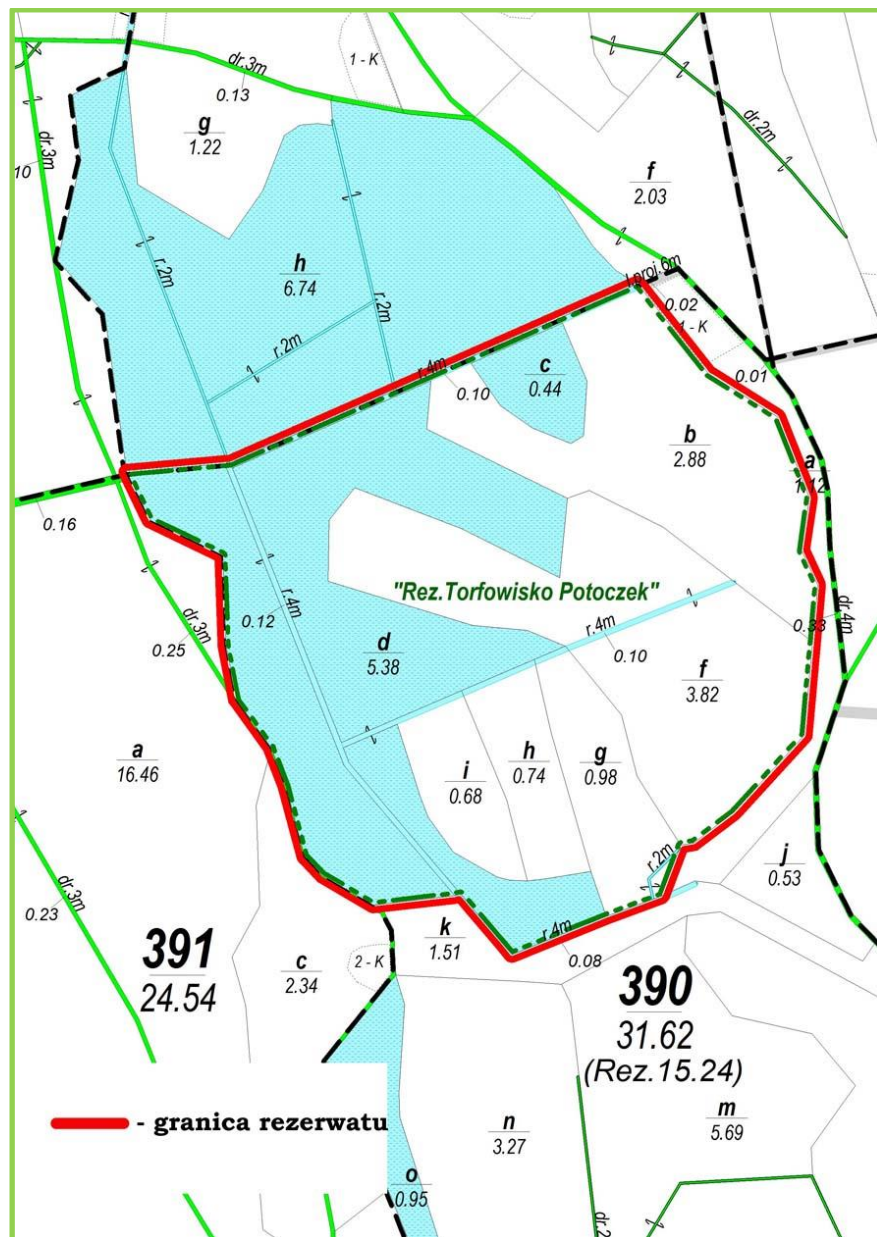 dr.3m
0.13
1 - K
g
1.22
dr.3m
10
dr.2m
f
2.03
r.2m
h
6.74
r.2m
r.2m
l.proj.6m
0.02
1 - K
r.4m
0.10
c
0.44
0.01
b
2.88
a
0.16
r.4m
0.12
"Rez.Torfowisko Potoczek"
dr.3m
0.25
d
5.38
r.4m
0.10
0.33
dr.4m
f
3.82
a
16.46
i
0.68
h
0.74
g
0.98
r.2m
j
0.53
dr.3m
0.23
391
24.54
c
2.34
2 - K
k
1.51
r.4m
0.08
390
31.62
(Rez.15.24)
- granica rezerwatu
n
3.27
m
5.69
o
0.95
dr.2